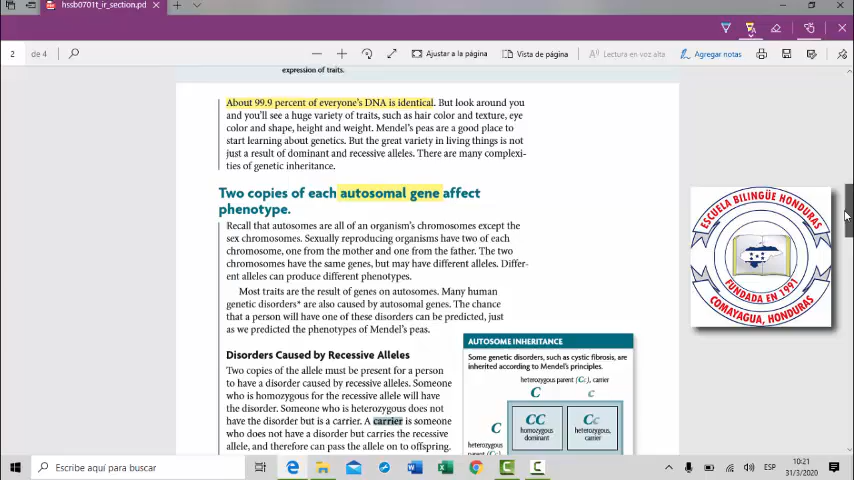 hssb0701t_ir_section.pd
2 de 4
Ajustar a la página
Vista de página
Lectura en voz alta
Agregar notas
expression of traits.
About 99.9 percent of everyone's DNA is identical. But look around you
and you'll see a huge variety of traits, such as hair color and texture, eye
color and shape, height and weight. Mendel's peas are a good place to
start learning about genetics. But the great variety in living things is not
just a result of dominant and recessive alleles. There are many complexi-
ties of genetic inheritance.
Two copies of each autosomal gene affect
phenotype.
Recall that autosomes are all of an organism's chromosomes except the
sex chromosomes. Sexually reproducing organisms have two of each
chromosome, one from the mother and one from the father. The two
chromosomes have the same genes, but may have different alleles. Differ-
ent alleles can produce different phenotypes.
Most traits are the result of genes on autosomes. Many human
genetic disorders* are also caused by autosomal genes. The chance
that a person will have one of these disorders can be predicted, just
as we predicted the phenotypes of Mendel's peas.
Disorders Caused by Recessive Alleles
Two copies of the allele must be present for a person
to have a disorder caused by recessive alleles. Someone
who is homozygous for the recessive allele will have
the disorder. Someone who is heterozygous does not
have the disorder but is a carrier. A carrier is someone
who does not have a disorder but carries the recessive
allele, and therefore can pass the allele on to offspring.
AUTOSOME INHERITANCE
Some genetic disorders, such as cystic fibrosis, are
inherited according to Mendel's principles.
heterozygous parent (Cc), carrier
C c
C
heterozygous
CC
homozygous
dominant
Cc
heterozygous,
carrier
ESCUELA BILINGÜE HONDURAS
FUNDADA EN 1991
COMAYAGUA, HONDURAS
Escribe aquí para buscar
ESP
10:21
31/3/2020